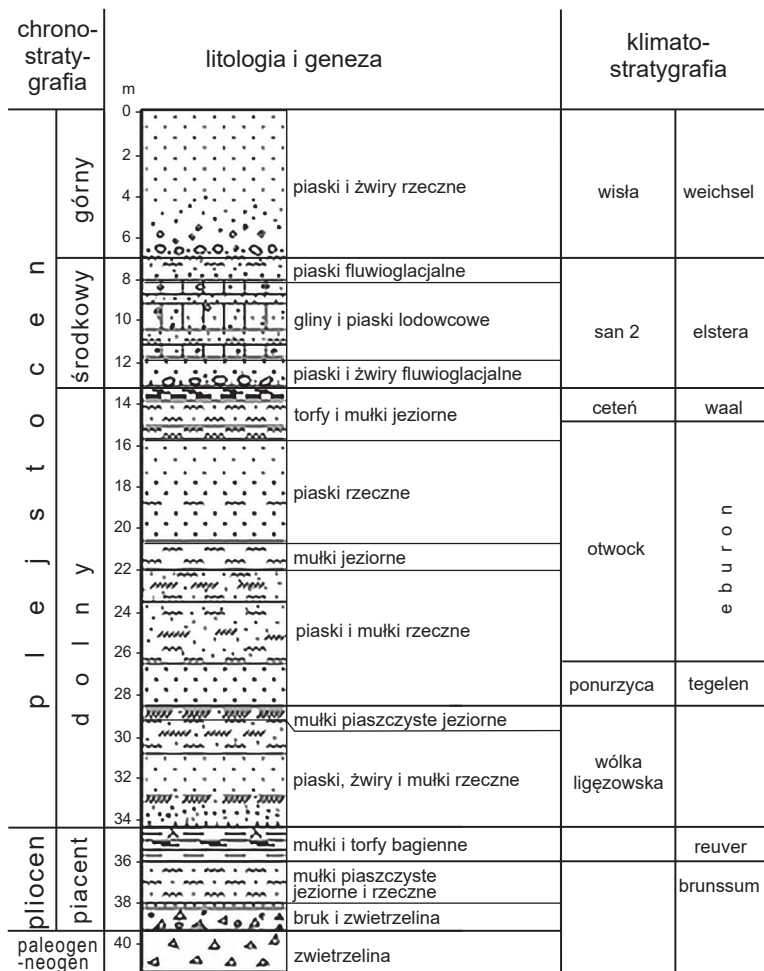 chrono-
straty-
grafia
litologia i geneza
klimato-
stratygrafia
m
0
2
4
6
8
10
12
14
16
18
20
22
24
26
28
30
32
34
36
38
40
plejstocen
górny
środkowy
dolny
pliocen
piacent
paleogen
-neogen
piaski i żwiry rzeczne
wisła
weichsel
piaski fluwioglacjalne
gliny i piaski lodowcowe
san 2
elstera
piaski i żwiry fluwioglacjalne
torfy i mułki jeziorne
ceteń
waal
piaski rzeczne
otwock
eburon
mułki jeziorne
piaski i mułki rzeczne
ponurzyca
tegelen
mułki piaszczyste jeziorne
piaski, żwiry i mułki rzeczne
wólka
ligęzowska
mułki i torfy bagienne
reuver
mułki piaszczyste
jeziorne i rzeczne
brunssum
bruk i zwietrzelina
zwietrzelina